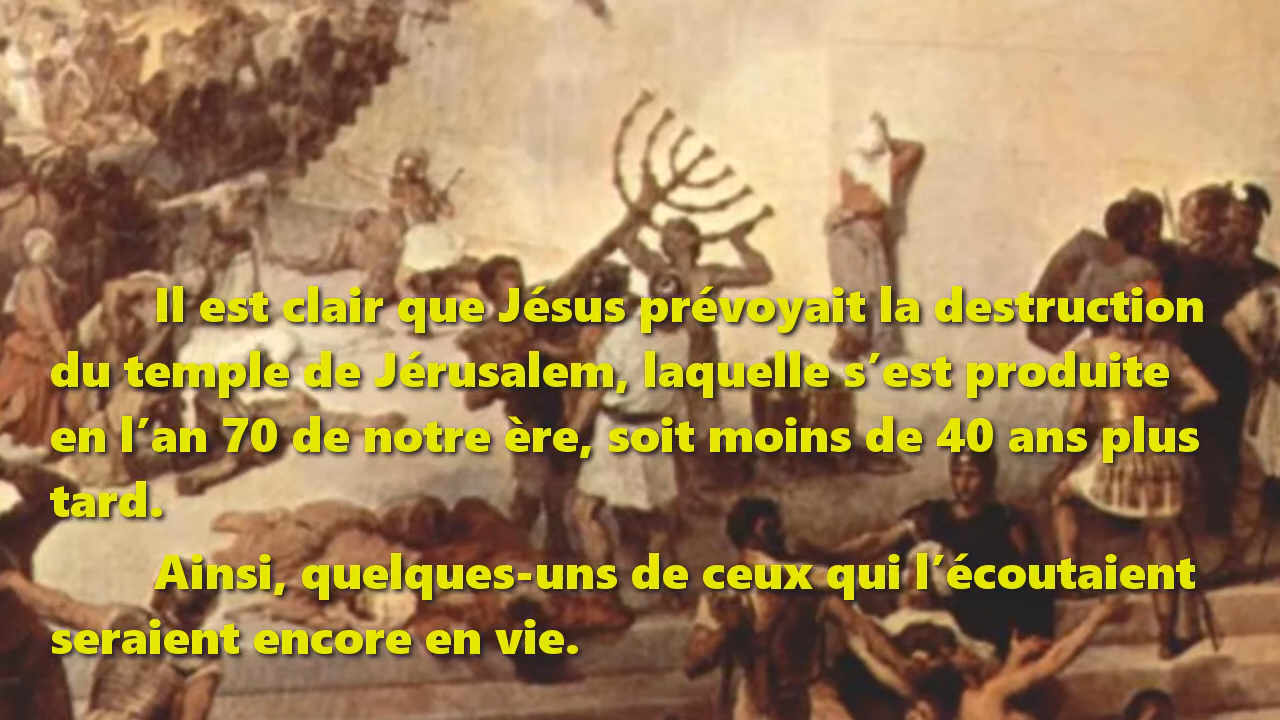 Il est clair que Jésus prévoyait la destruction
du temple de Jérusalem, laquelle s’est produite
en l’an 70 de notre ère, soit moins de 40 ans plus
tard.
Ainsi, quelques-uns de ceux qui l’écoutaient
seraient encore en vie.